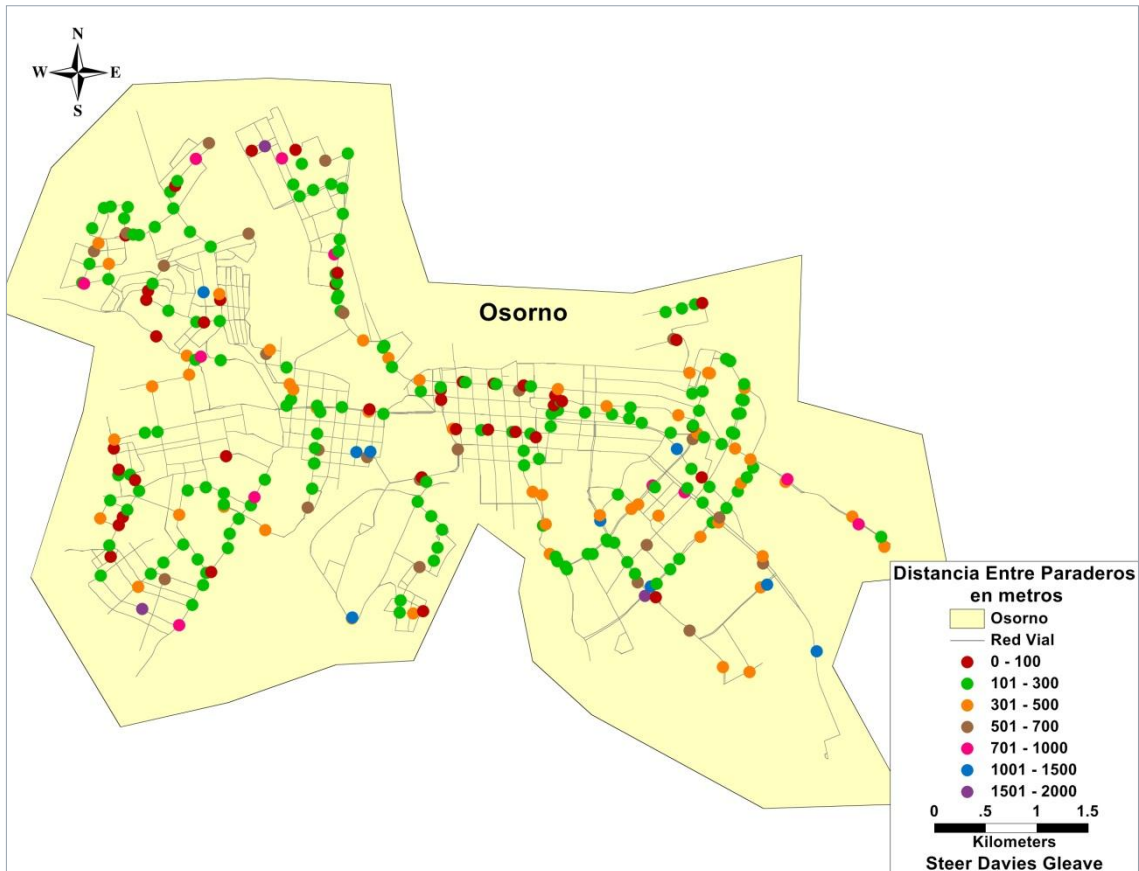 N
W E
S
Osorno
Distancia Entre Paraderos
en metros
Osorno
Red Vial
0 - 100
101 - 300
301 - 500
501 - 700
701 - 1000
1001 - 1500
1501 - 2000
0 .5 1 1.5
Kilometers
Steer Davies Gleave